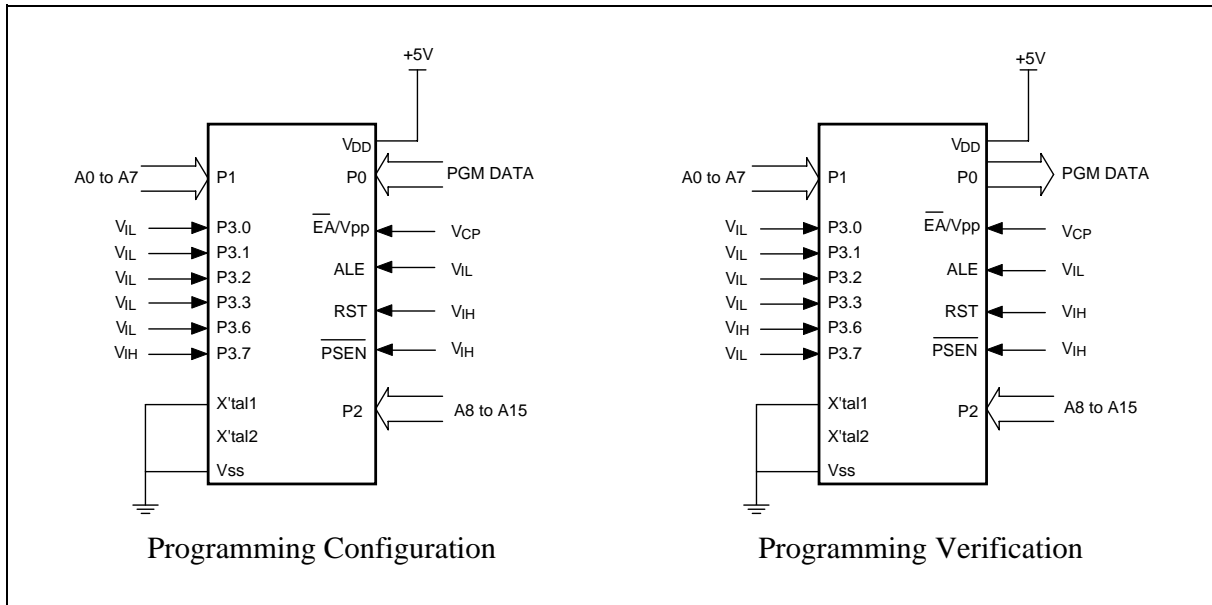 +5V
VDD
A0 to A7
P1
P0
PGM DATA
VIL
P3.0
EA/Vpp
VCP
VIL
P3.1
VIL
P3.2
ALE
VIL
VIL
P3.3
RST
VIH
VIL
P3.6
VIH
P3.7
PSEN
VIH
X'tal1
P2
A8 to A15
X'tal2
Vss
Programming Configuration
+5V
VDD
A0 to A7
P1
P0
PGM DATA
VIL
P3.0
EA/Vpp
VCP
VIL
P3.1
VIL
P3.2
ALE
VIL
VIL
P3.3
RST
VIH
VIH
P3.6
VIL
P3.7
PSEN
VIH
X'tal1
P2
A8 to A15
X'tal2
Vss
Programming Verification